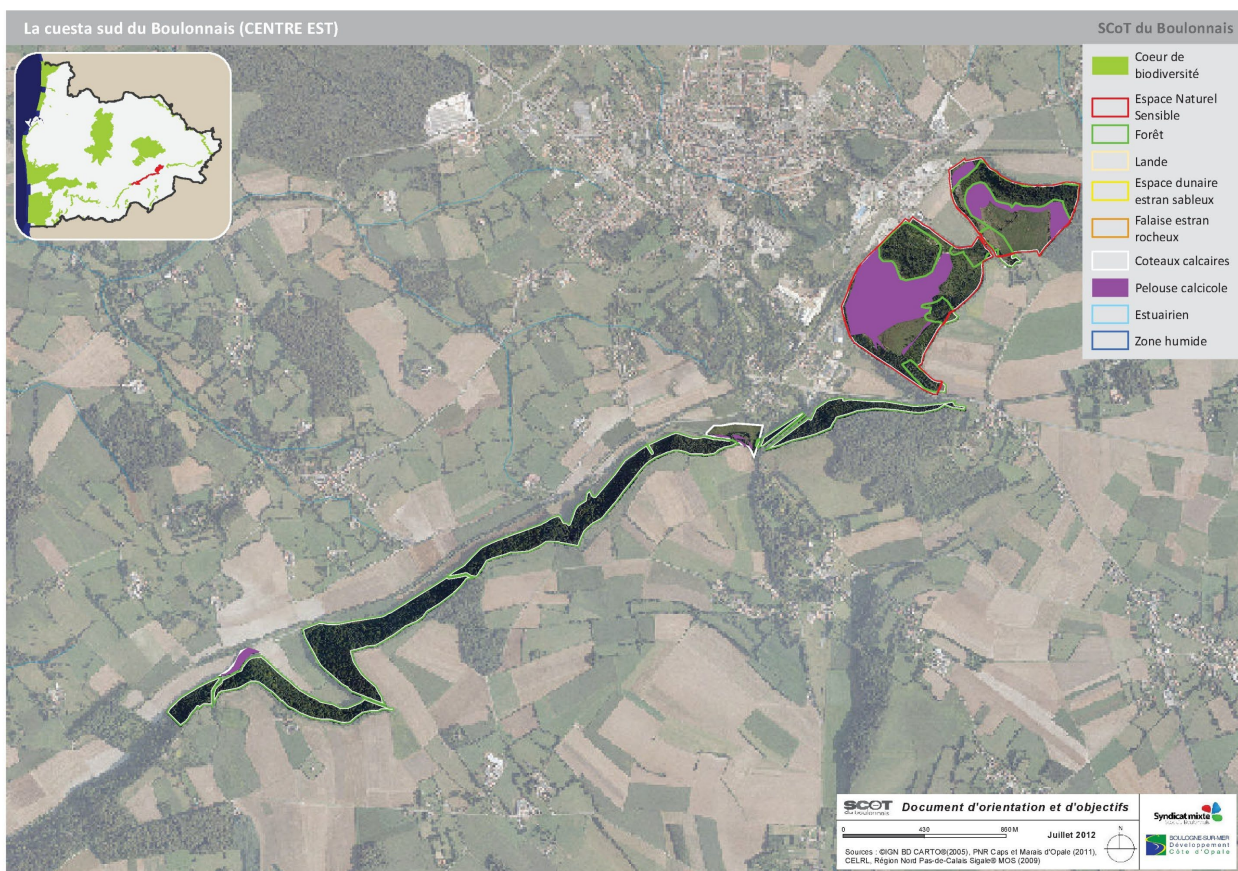 La cuesta sud du Boulonnais (CENTRE EST)
SCoT du Boulonnais
Coeur de
biodiversité
Espace Naturel
Sensible
Forêt
Lande
Espace dunaire
estran sableux
Falaise estran
rocheux
Coteaux calcaires
Pelouse calcicole
Estuairien
Zone humide
SCOT
du boulonnais
Document d'orientation et d'objectifs
0 430 860 M
Juillet 2012
N
Sources : ©IGN BD CARTO®(2005), PNR Caps et Marais d'Opale (2011),
CELRL, Région Nord Pas-de-Calais Sigale® MOS (2009)
Syndicat mixte
BOULOGNE-SUR-MER
Développement
Côte d'Opale